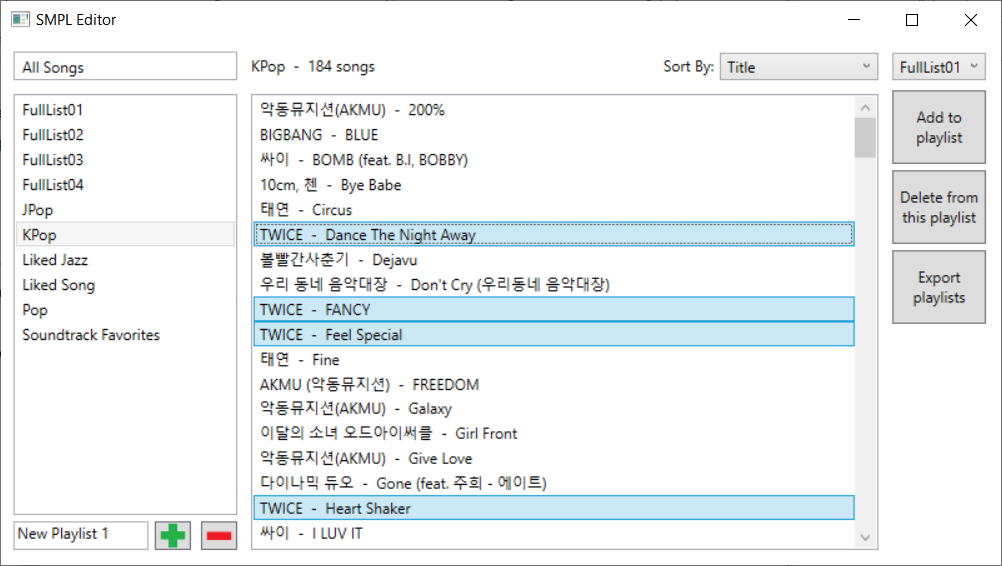 SMPL Editor
All Songs
KPop - 184 songs
Sort By:
Title
FullList01
FullList01
FullList02
FullList03
FullList04
JPop
KPop
Liked Jazz
Liked Song
Pop
Soundtrack Favorites
New Playlist 1
악동뮤지션(AKMU) - 200%
BIGBANG - BLUE
싸이 - BOMB (feat. B.I, BOBBY)
10cm, 첸 - Bye Babe
태연 - Circus
TWICE - Dance The Night Away
볼빨간사춘기 - Dejavu
우리 동네 음악대장 - Don't Cry (우리동네 음악대장)
TWICE - FANCY
TWICE - Feel Special
태연 - Fine
AKMU (악동뮤지션) - FREEDOM
악동뮤지션(AKMU) - Galaxy
이달의 소녀 오드아이써클 - Girl Front
악동뮤지션(AKMU) - Give Love
다이나믹 듀오 - Gone (feat. 주희 - 에이트)
TWICE - Heart Shaker
싸이 - I LUV IT
Add to
playlist
Delete from
this playlist
Export
playlists